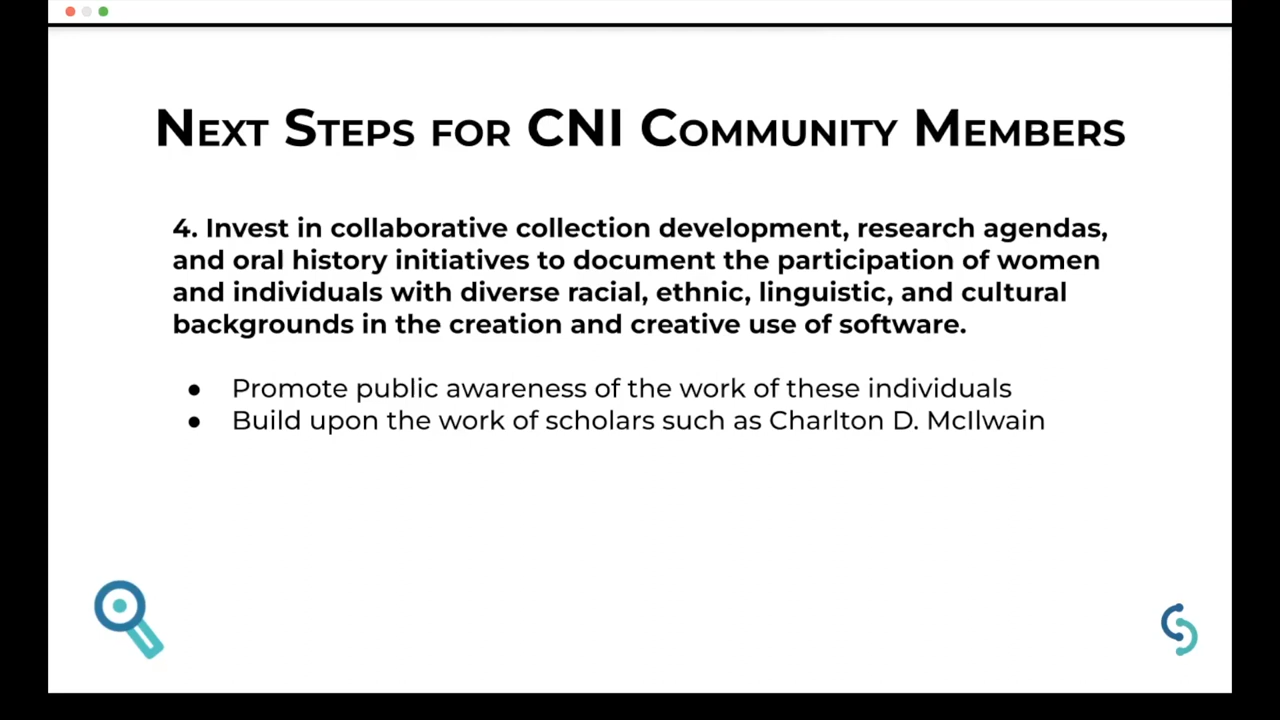 Next Steps for CNI Community Members
4. Invest in collaborative collection development, research agendas,
and oral history initiatives to document the participation of women
and individuals with diverse racial, ethnic, linguistic, and cultural
backgrounds in the creation and creative use of software.
● Promote public awareness of the work of these individuals
● Build upon the work of scholars such as Charlton D. McIlwain